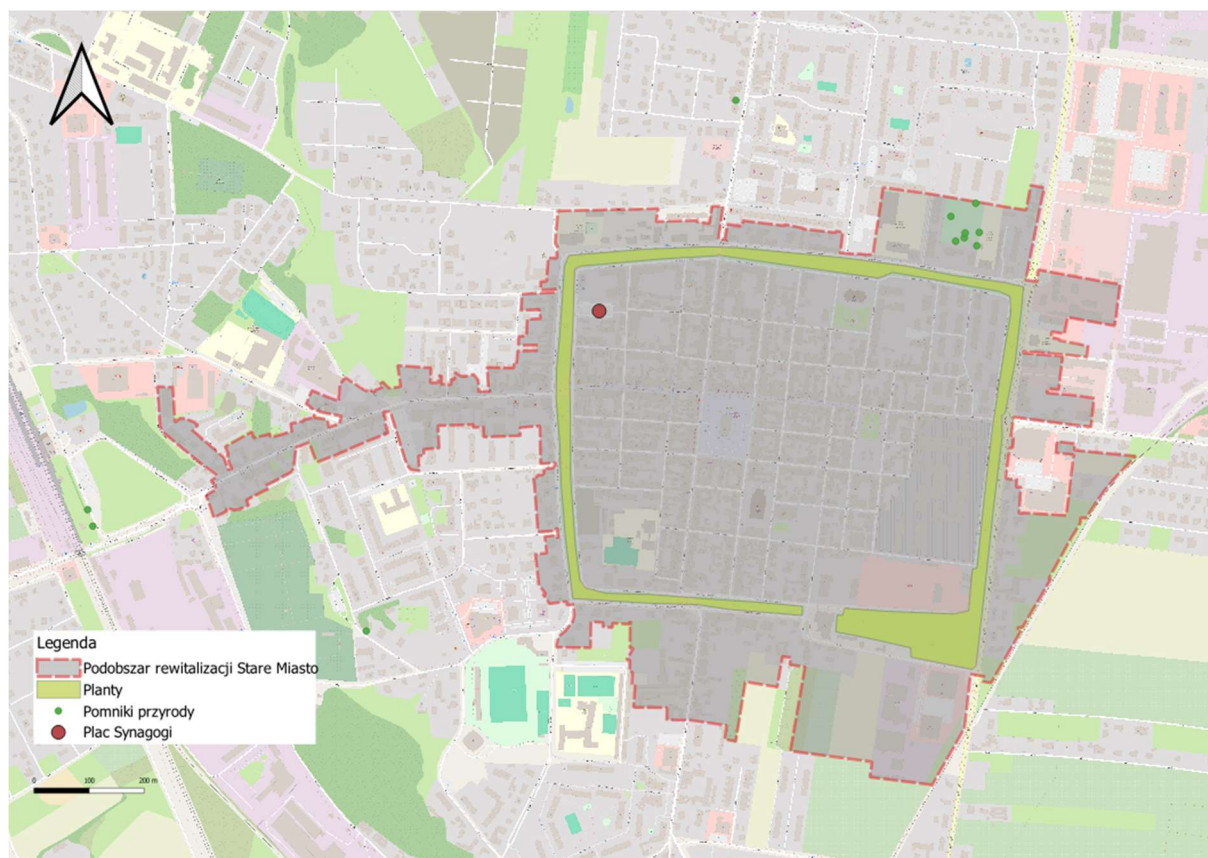 Legenda
Podobszar rewitalizacji Stare Miasto
Planty
Pomniki przyrody
Plac Synagogi
0 100 200 m